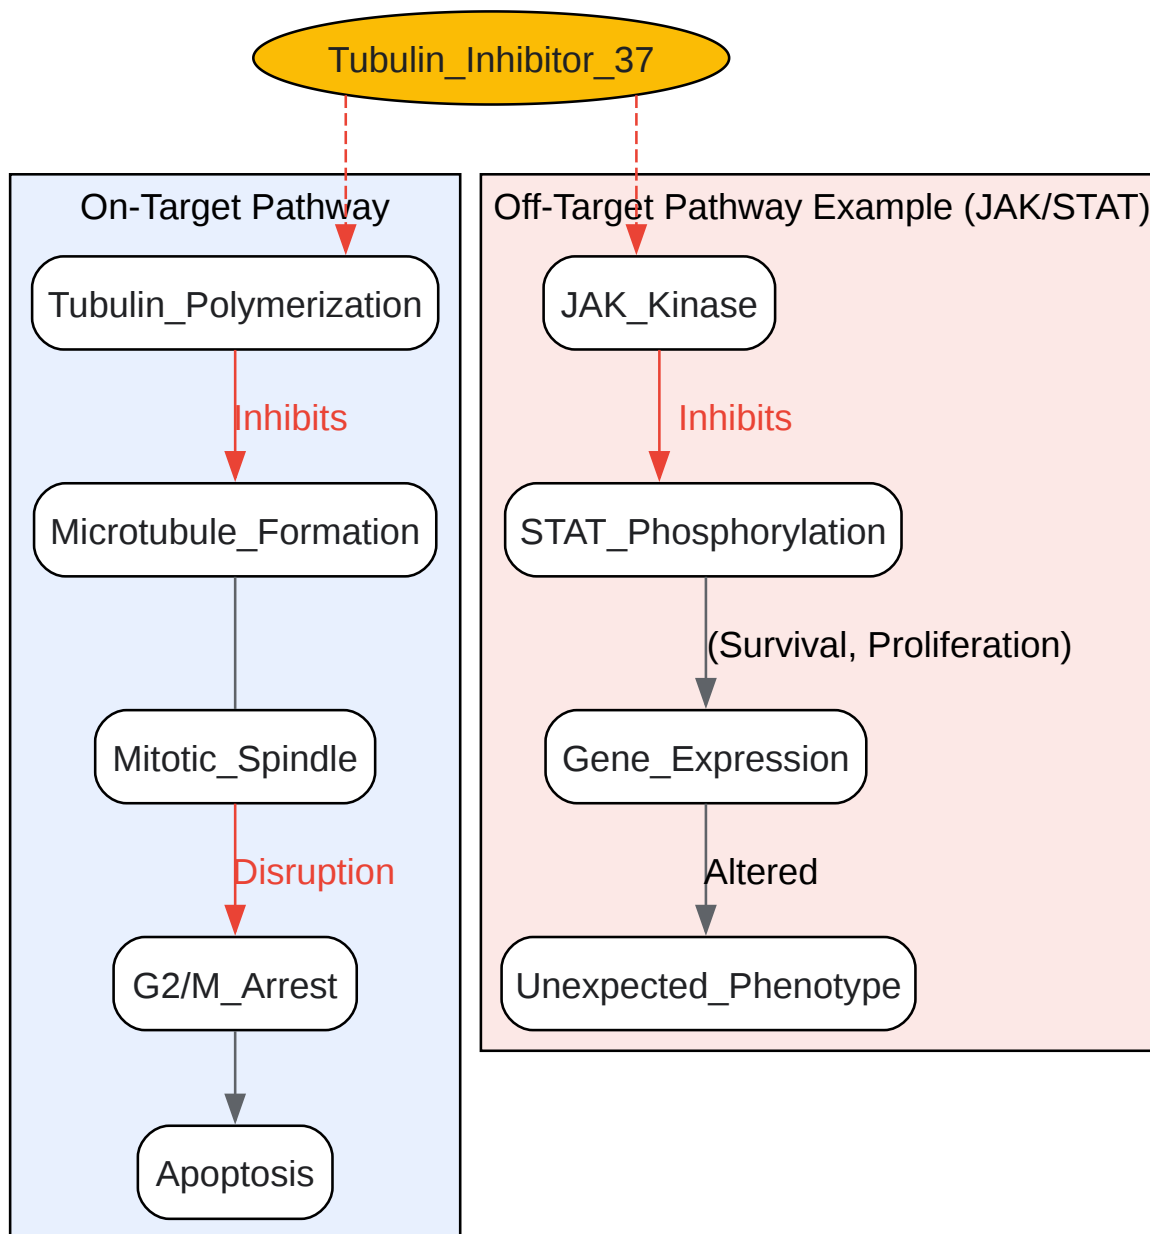 Tubulin_Inhibitor_37
On-Target Pathway
Tubulin_Polymerization
Inhibits
Microtubule_Formation
Mitotic_Spindle
Disruption
G2/M_Arrest
Apoptosis
Off-Target Pathway Example (JAK/STAT)
JAK_Kinase
Inhibits
STAT_Phosphorylation
(Survival, Proliferation)
Gene_Expression
Altered
Unexpected_Phenotype